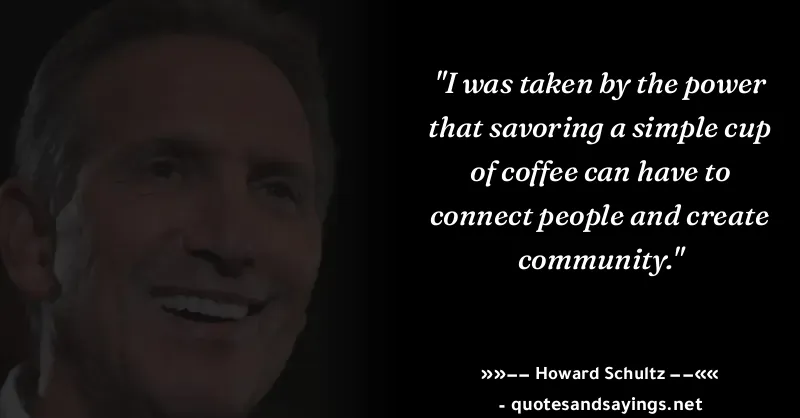 "I was taken by the power
that savoring a simple cup
of coffee can have to
connect people and create
community."
»»–– Howard Schultz ––««
- quotesandsayings.net